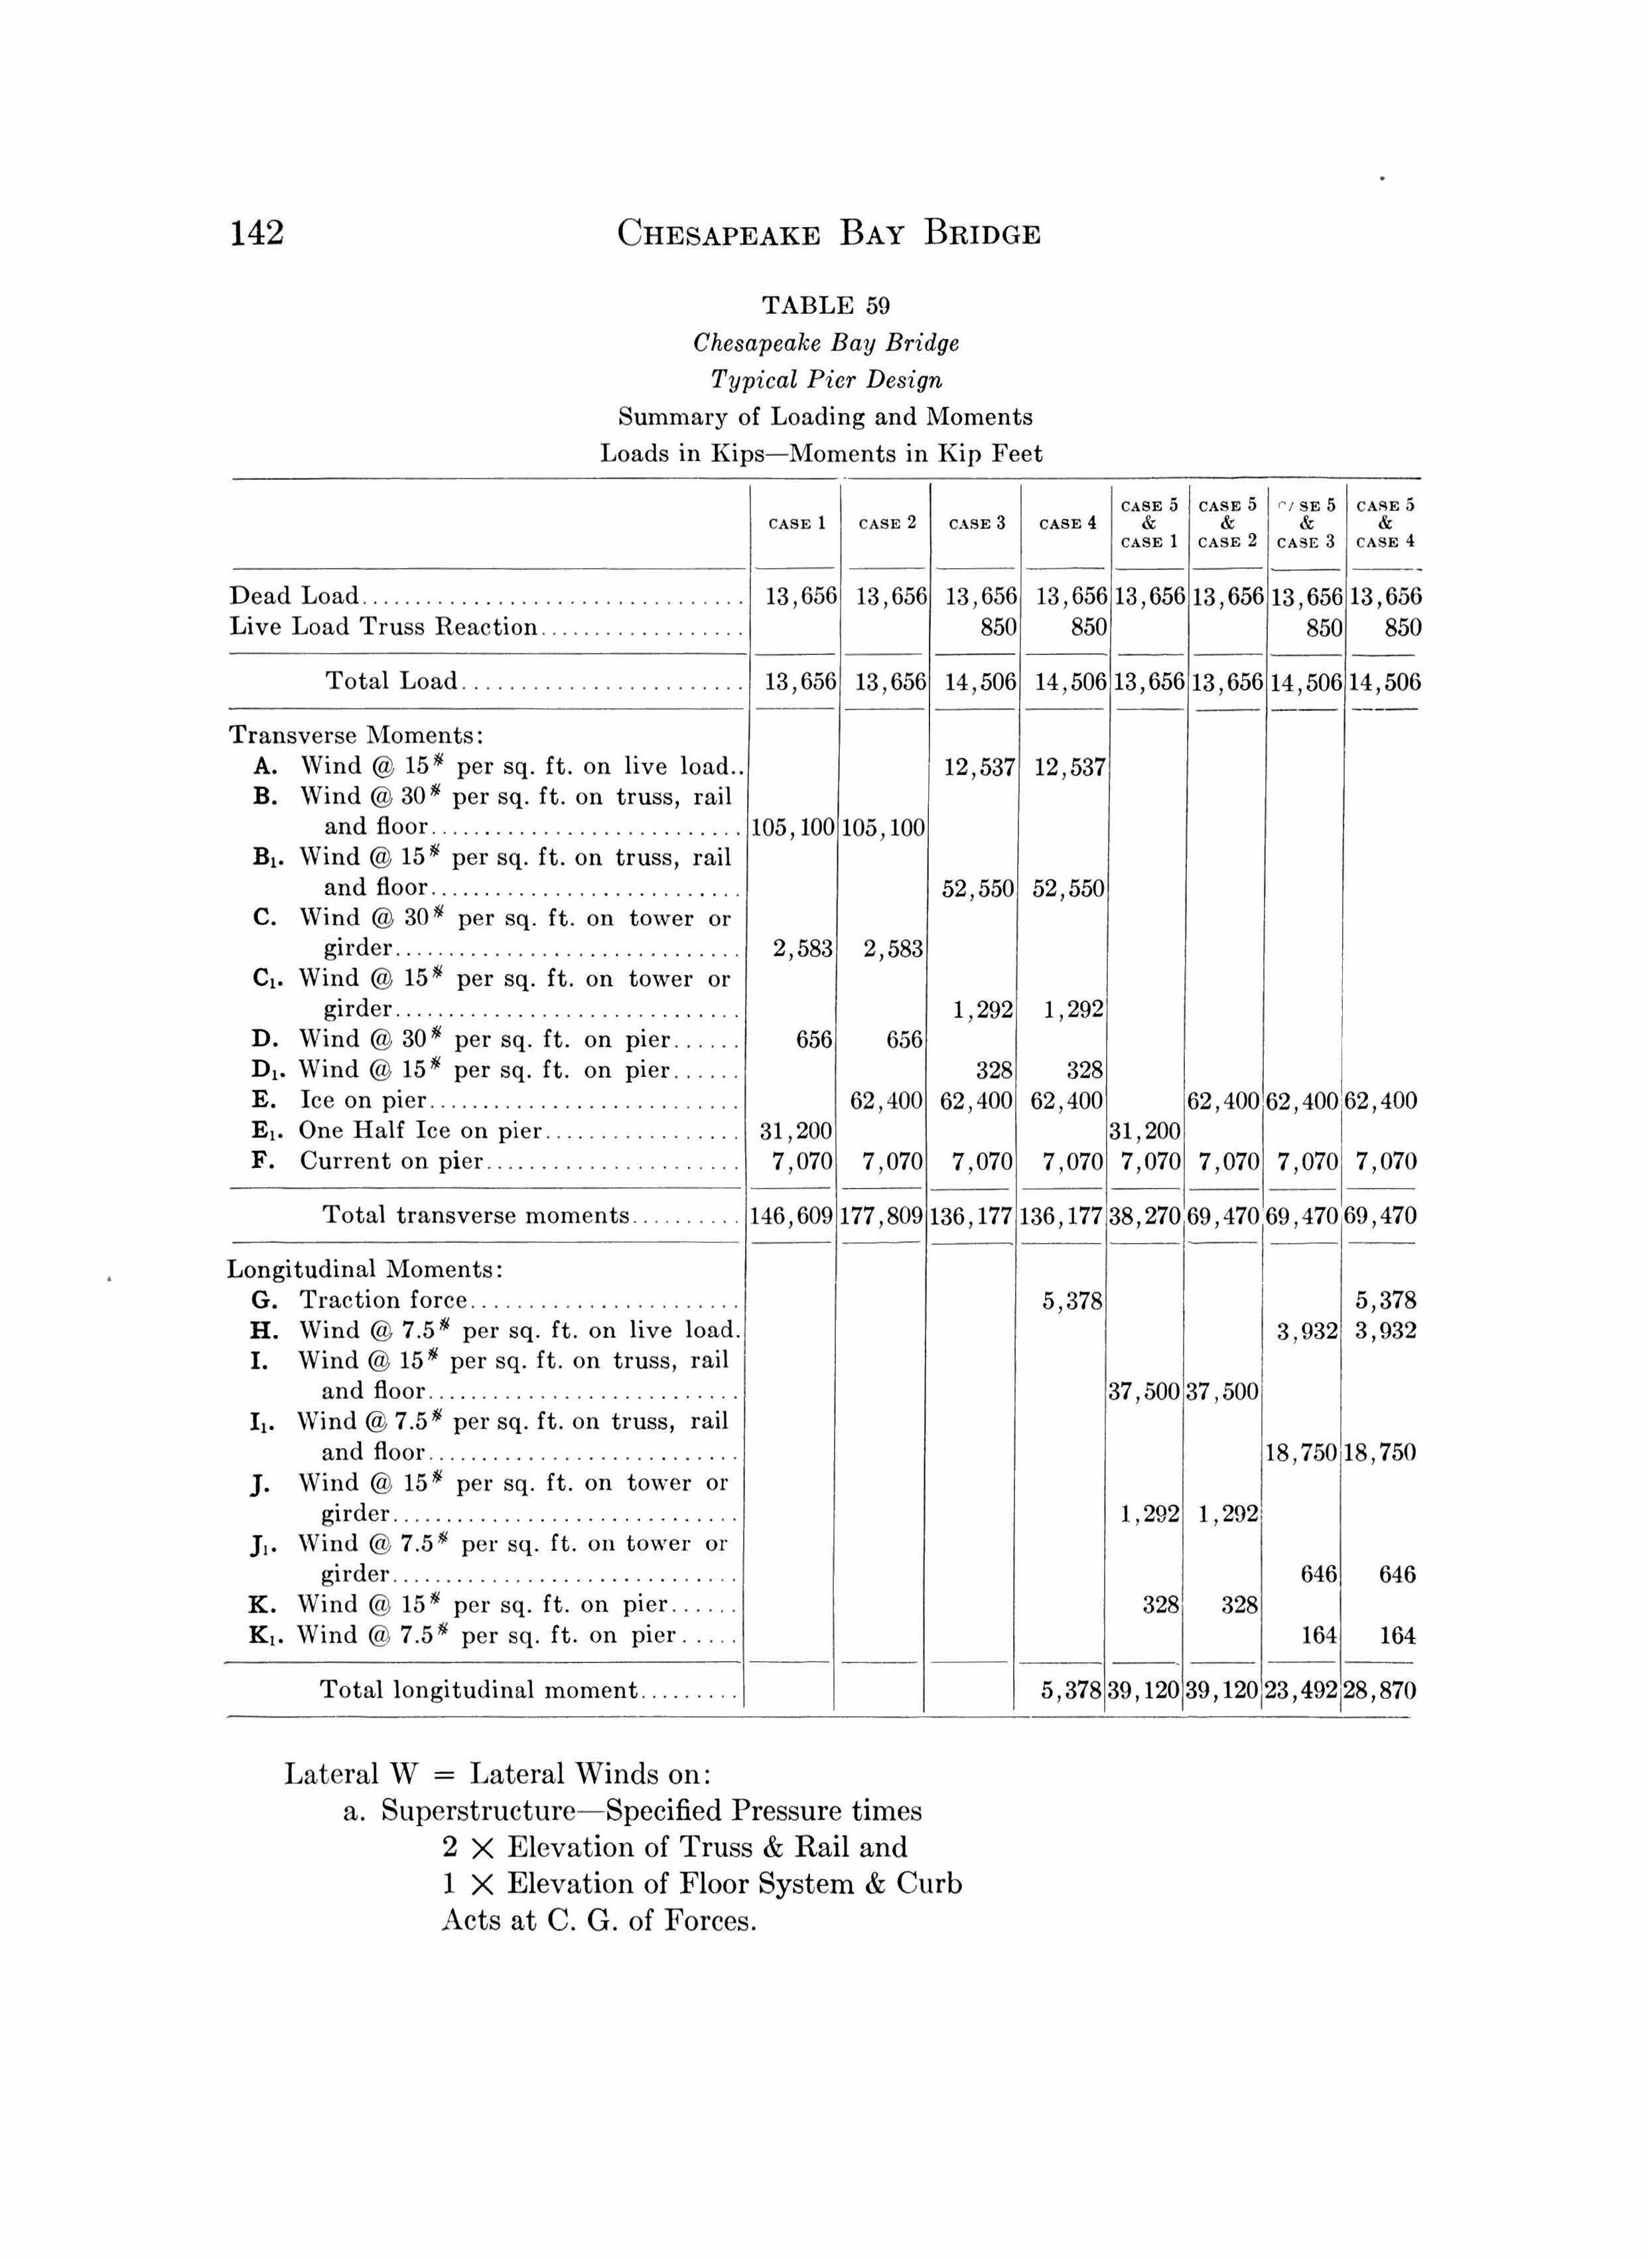 142 CHESAPEAKE BAY BRIDGE
TABLE 59
Chesapeake Bay Bridge
Typical Pier Design
Summary of Loading and Moments
Loads in Kips—Moments in Kip Feet
CASE 1 CASE 2 CASE 3 CASE 4 CASE 5 & CASE 1 CASE 5 & CASE 2 SE 5 & CASE 3 CASE 5 & CASE 4
Dead Load................................ 13,656 13,656 13,656 13,656 13,656 13,656 13,656 13,656
Live Load Truss Reaction................. 850 850 850 850
Total Load........................ 13,656 13,656 14,506 14,506 13,656 13,656 14,506 14,506
Transverse Moments:
A. Wind @ 15# per sq. ft. on live load.. 12,537 12,537
B. Wind @ 30# per sq. ft. on truss, rail
and floor.......................... 105,100 105,100
B₁. Wind @ 15# per sq. ft. on truss, rail
and floor.......................... 52,550 52,550
C. Wind @ 30# per sq. ft. on tower or
girder............................. 2,583 2,583
C₁. Wind @ 15# per sq. ft. on tower or
girder............................. 1,292 1,292
D. Wind @ 30# per sq. ft. on pier...... 656 656
D₁. Wind @ 15# per sq. ft. on pier...... 328 328
E. Ice on pier.......................... 62,400 62,400 62,400 62,400 62,400 62,400
E₁. One Half Ice on pier................. 31,200 31,200
F. Current on pier...................... 7,070 7,070 7,070 7,070 7,070 7,070 7,070 7,070
Total transverse moments.......... 146,609 177,809 136,177 136,177 38,270 69,470 69,470 69,470
Longitudinal Moments:
G. Traction force....................... 5,378 5,378
H. Wind @ 7.5# per sq. ft. on live load. 3,932 3,932
I. Wind @ 15# per sq. ft. on truss, rail
and floor.......................... 37,500 37,500
I₁. Wind @ 7.5# per sq. ft. on truss, rail
and floor.......................... 18,750 18,750
J. Wind @ 15# per sq. ft. on tower or
girder............................. 1,292 1,292
J₁. Wind @ 7.5# per sq. ft. on tower or
girder............................. 646 646
K. Wind @ 15# per sq. ft. on pier...... 328 328
K₁. Wind @ 7.5# per sq. ft. on pier..... 164 164
Total longitudinal moment......... 5,378 39,120 39,120 23,492 28,870
Lateral W = Lateral Winds on:
a. Superstructure—Specified Pressure times
2 × Elevation of Truss & Rail and
1 × Elevation of Floor System & Curb
Acts at C. G. of Forces.